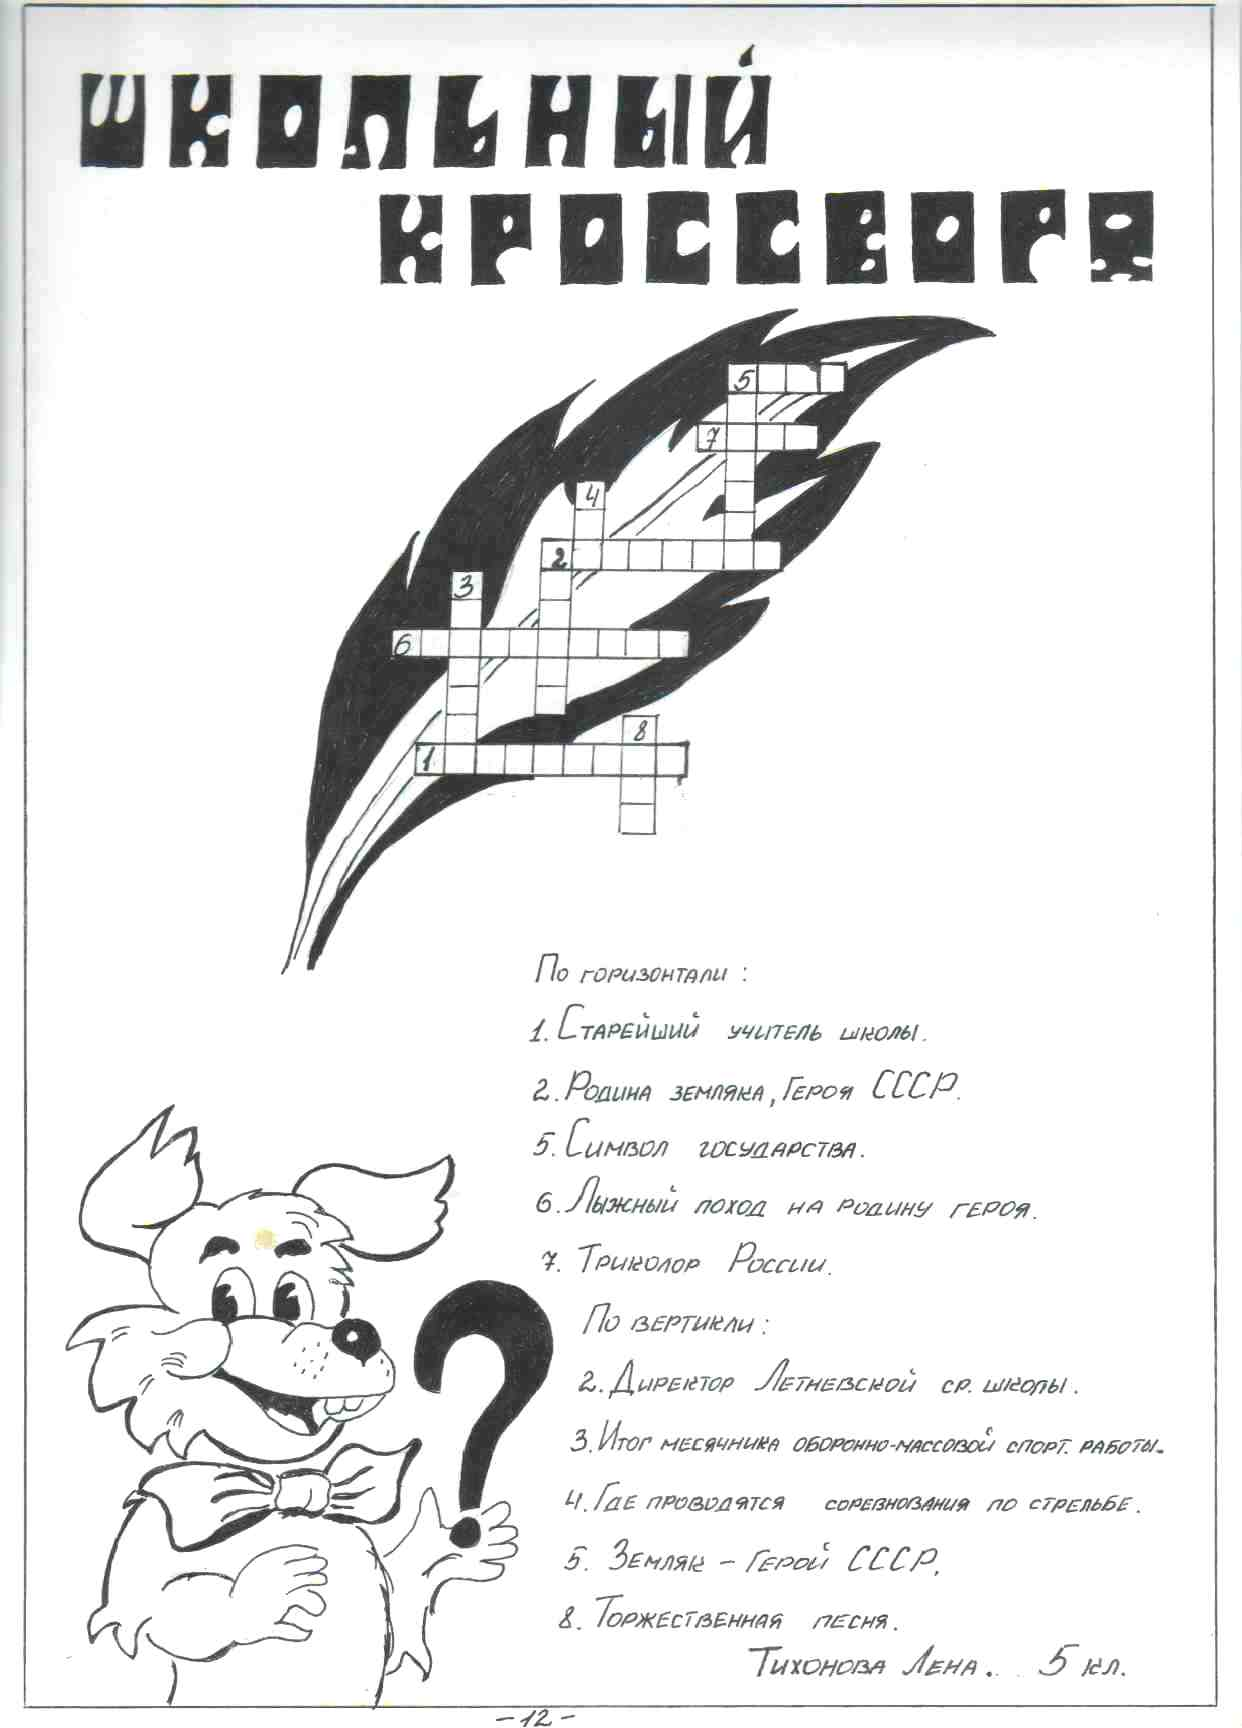 ШКОЛЬНЫЙ
КРОССВОРД
5
7
4
2
3
6
8
1
По горизонтали:
1. Старейший учитель школы.
2. Родина земляка, Героя СССР.
5. Символ государства.
6. Лыжный поход на родину героя.
7. Триколор России.
По вертикли:
2. Директор Летневской ср. школы.
3. Итог месячника оборонно-массовой спорт. работы.
4. Где проводятся соревнования по стрельбе.
5. Земляк – Герой СССР.
8. Торжественная песня.
Тихонова Лена. 5 кл.
-12-